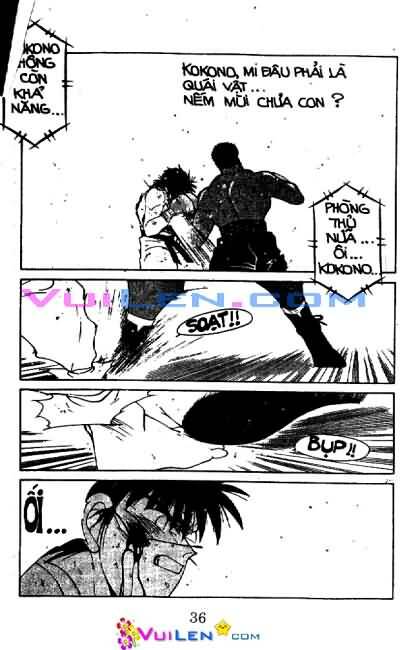 KOKONO
KHÔNG
CÒN
KHẢ
NĂNG...
KOKONO, MI ĐÂU PHẢI LÀ
QUÁI VẬT...
NẾM MÙI CHƯA CON ?
PHÒNG
THỦ
NỮA...
ÔI...
KOKONO...
VUILEN.COM
SOẠT!!
BỤP!!
ỐI...
36
VUILEN.COM